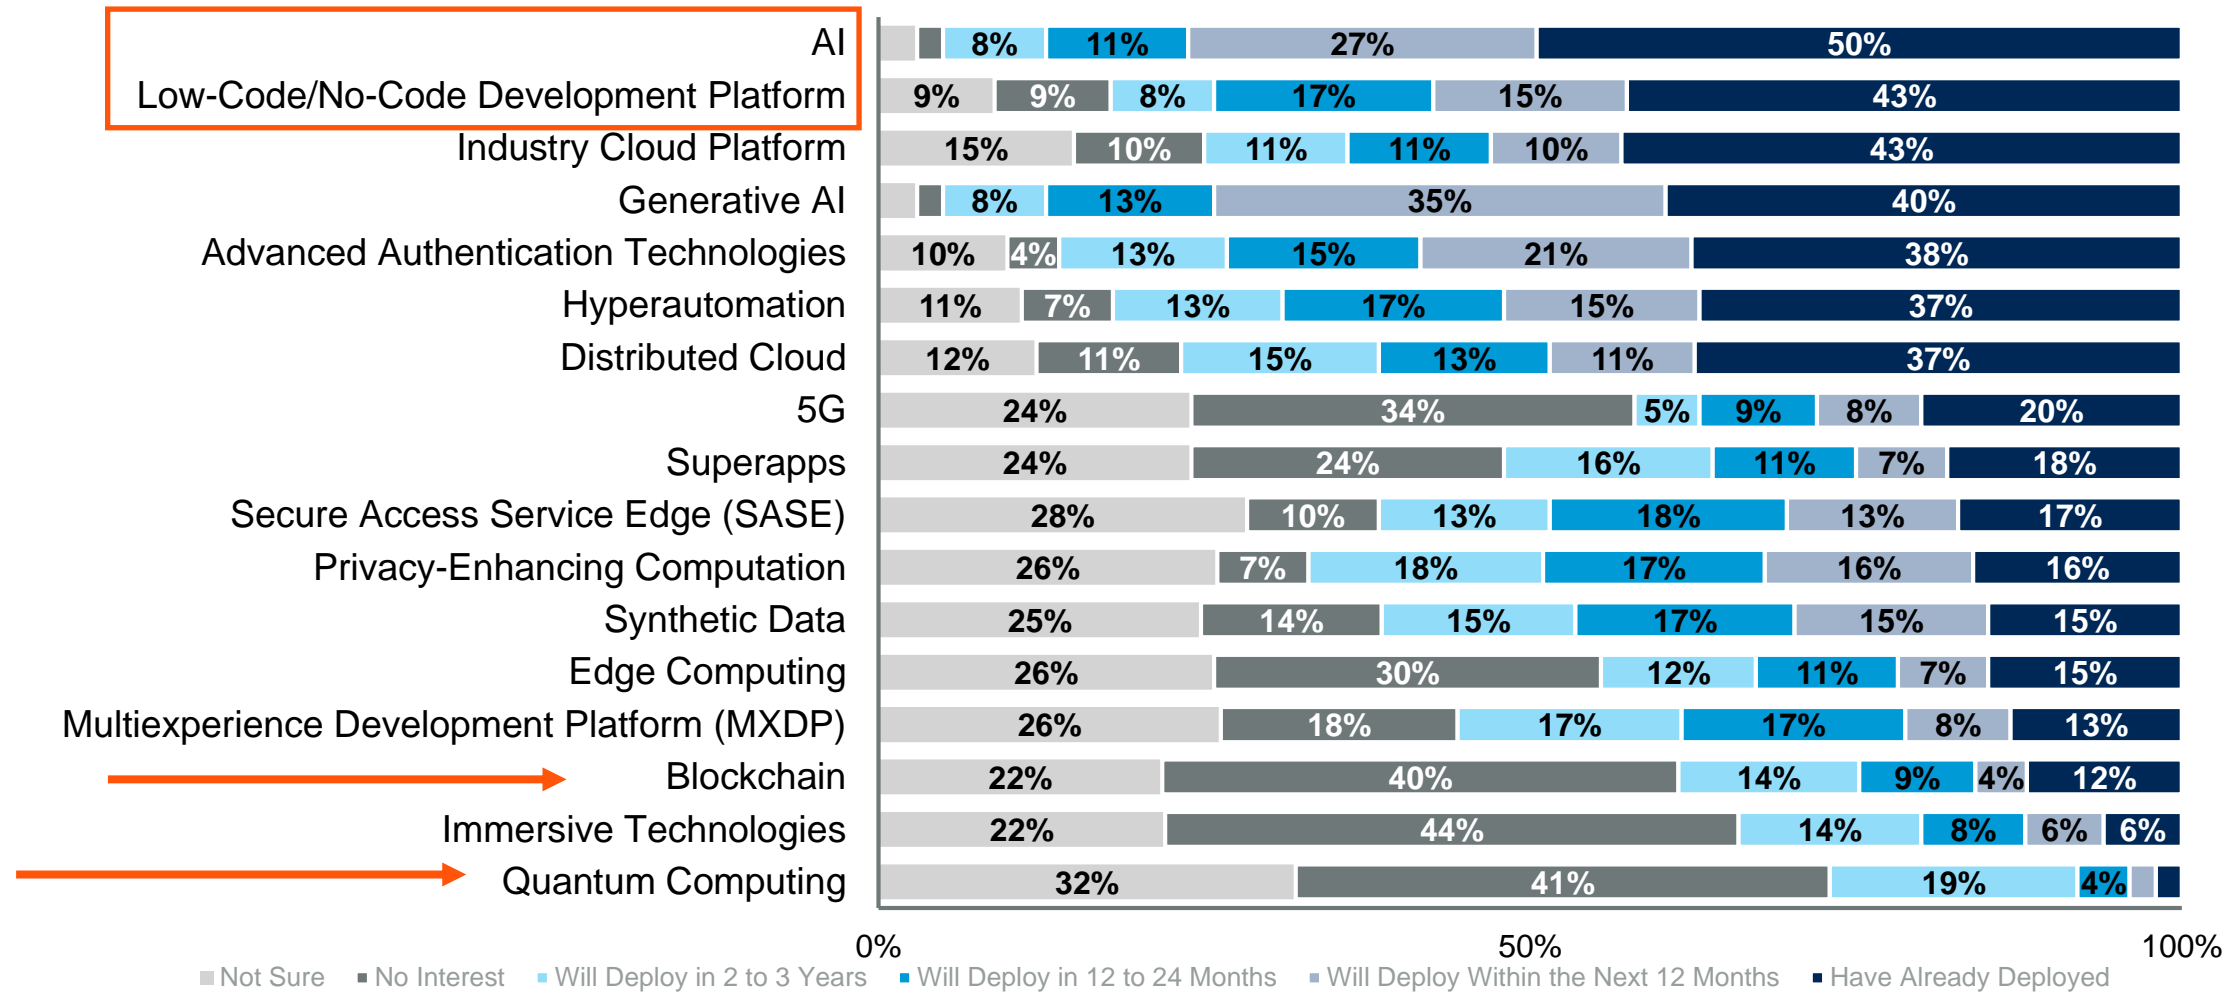 AI 8% 11% 27% 50%
Low-Code/No-Code Development Platform 9% 9% 8% 17% 15% 43%
Industry Cloud Platform 15% 10% 11% 11% 10% 43%
Generative AI 8% 13% 35% 40%
Advanced Authentication Technologies 10% 4% 13% 15% 21% 38%
Hyperautomation 11% 7% 13% 17% 15% 37%
Distributed Cloud 12% 11% 15% 13% 11% 37%
5G 24% 34% 5% 9% 8% 20%
Superapps 24% 24% 16% 11% 7% 18%
Secure Access Service Edge (SASE) 28% 10% 13% 18% 13% 17%
Privacy-Enhancing Computation 26% 7% 18% 17% 16% 16%
Synthetic Data 25% 14% 15% 17% 15% 15%
Edge Computing 26% 30% 12% 11% 7% 15%
Multiexperience Development Platform (MXDP) 26% 18% 17% 17% 8% 13%
Blockchain 22% 40% 14% 9% 4% 12%
Immersive Technologies 22% 44% 14% 8% 6% 6%
Quantum Computing 32% 41% 19% 4%
0% 50% 100%
Not Sure No Interest Will Deploy in 2 to 3 Years Will Deploy in 12 to 24 Months Will Deploy Within the Next 12 Months Have Already Deployed